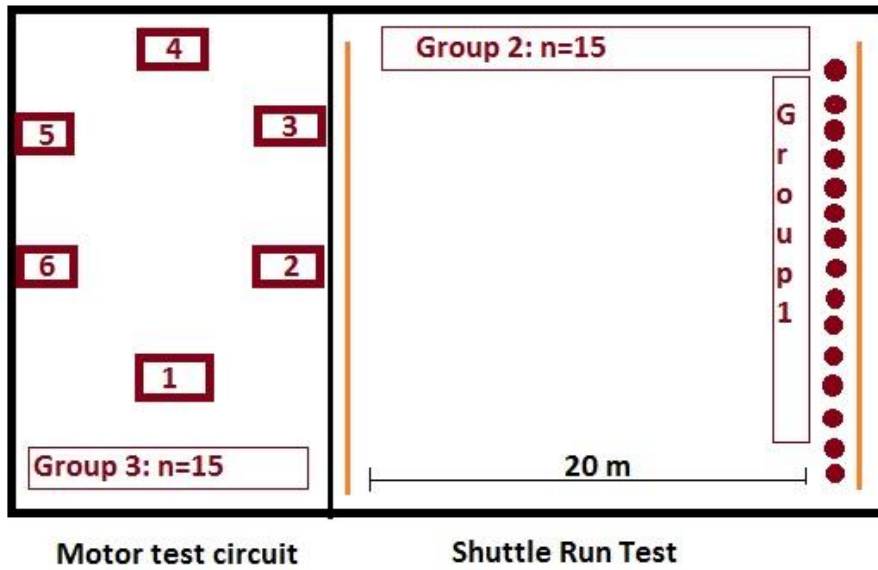 4
Group 2: n=15
5
3
Group1
6
2
1
Group 3: n=15
20 m
Motor test circuit
Shuttle Run Test